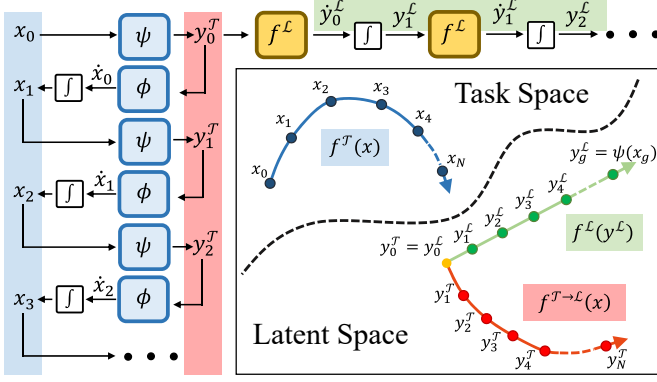 x₀ ψ y₀^𝒯 f^ℒ ẏ₀^ℒ ∫ y₁^ℒ f^ℒ ẏ₁^ℒ ∫ y₂^ℒ
x₁ ∫ ẋ₀ ϕ
ψ y₁^𝒯
x₂ ∫ ẋ₁ ϕ
ψ y₂^𝒯
x₃ ∫ ẋ₂ ϕ
Task Space
x₀ x₁ x₂ x₃ x₄ x_N
f^𝒯(x)
y₀^𝒯 = y₀^ℒ y₁^ℒ y₂^ℒ y₃^ℒ y₄^ℒ y_g^ℒ = ψ(x_g)
f^ℒ(y^ℒ)
f^{𝒯→ℒ}(x)
y₁^𝒯 y₂^𝒯 y₃^𝒯 y₄^𝒯 y_N^𝒯
Latent Space